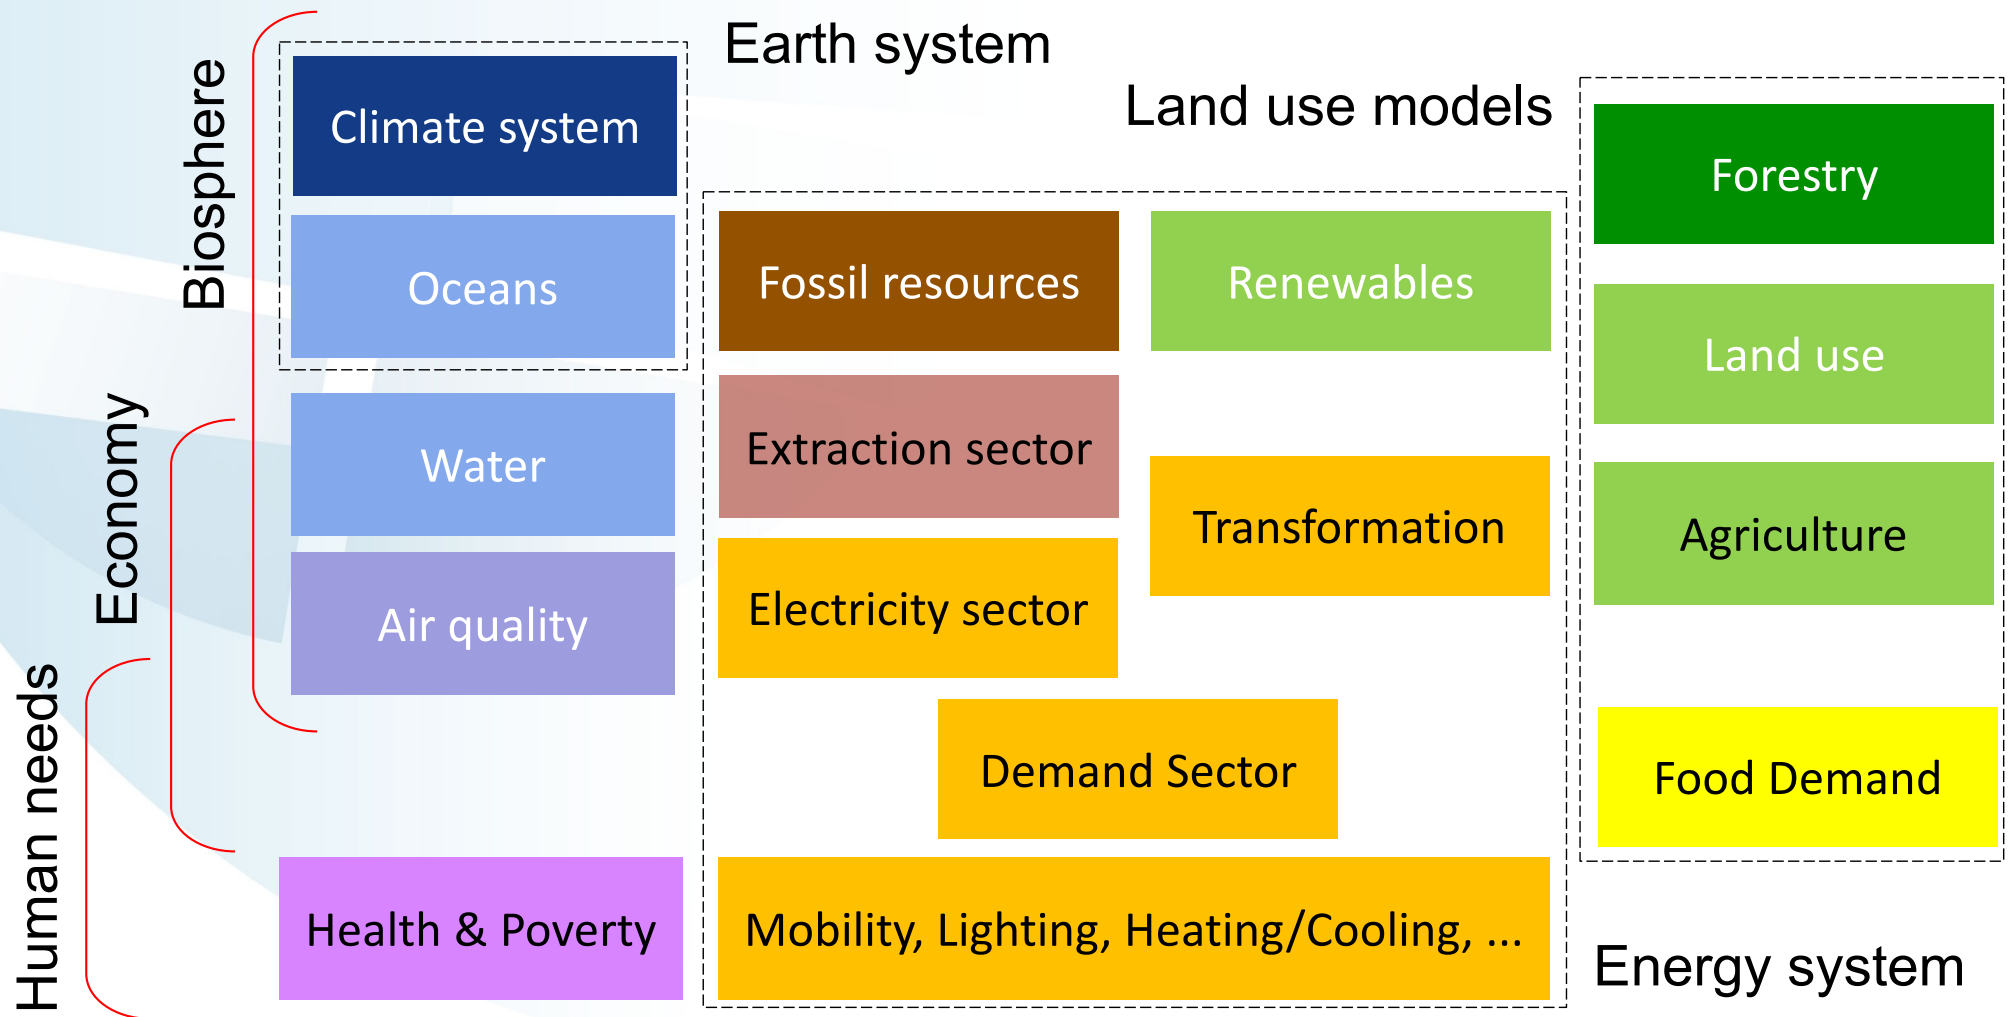 Earth system
Land use models
Biosphere
Economy
Human needs
Climate system
Oceans
Water
Air quality
Health & Poverty
Fossil resources
Renewables
Extraction sector
Transformation
Electricity sector
Demand Sector
Mobility, Lighting, Heating/Cooling, ...
Forestry
Land use
Agriculture
Food Demand
Energy system